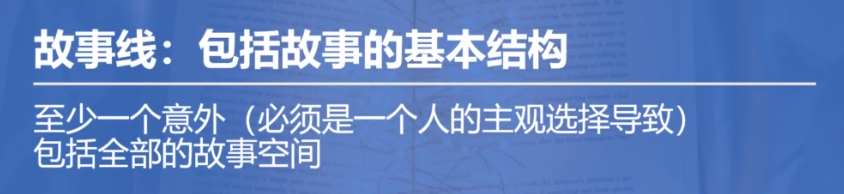 故事线：包括故事的基本结构
至少一个意外（必须是一个人的主观选择导致）
包括全部的故事空间